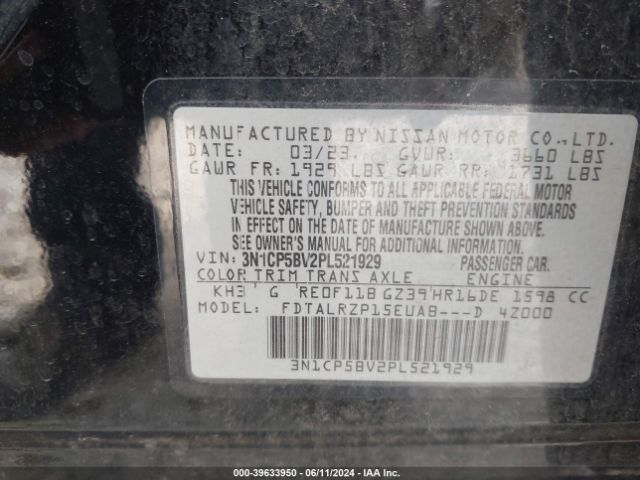 MANUFACTURED BY NISSAN MOTOR CO., LTD.
DATE: 03/23 GVWR: 3660 LBS
GAWR FR: 1929 LBS GAWR RR: 1731 LBS
THIS VEHICLE CONFORMS TO ALL APPLICABLE FEDERAL MOTOR
VEHICLE SAFETY, BUMPER AND THEFT PREVENTION STANDARDS
IN EFFECT ON THE DATE OF MANUFACTURE SHOWN ABOVE.
SEE OWNER'S MANUAL FOR ADDITIONAL INFORMATION.
VIN: 3N1CP5BV2PL521929 PASSENGER CAR.
COLOR TRIM TRANS AXLE ENGINE
KH3 G RE0F11B GZ39 HR16DE 1598 CC
MODEL: FDTALRZP15EUAB---D 4Z000
3N1CP5BV2PL521929
000-39633950 - 06/11/2024 - IAA Inc.